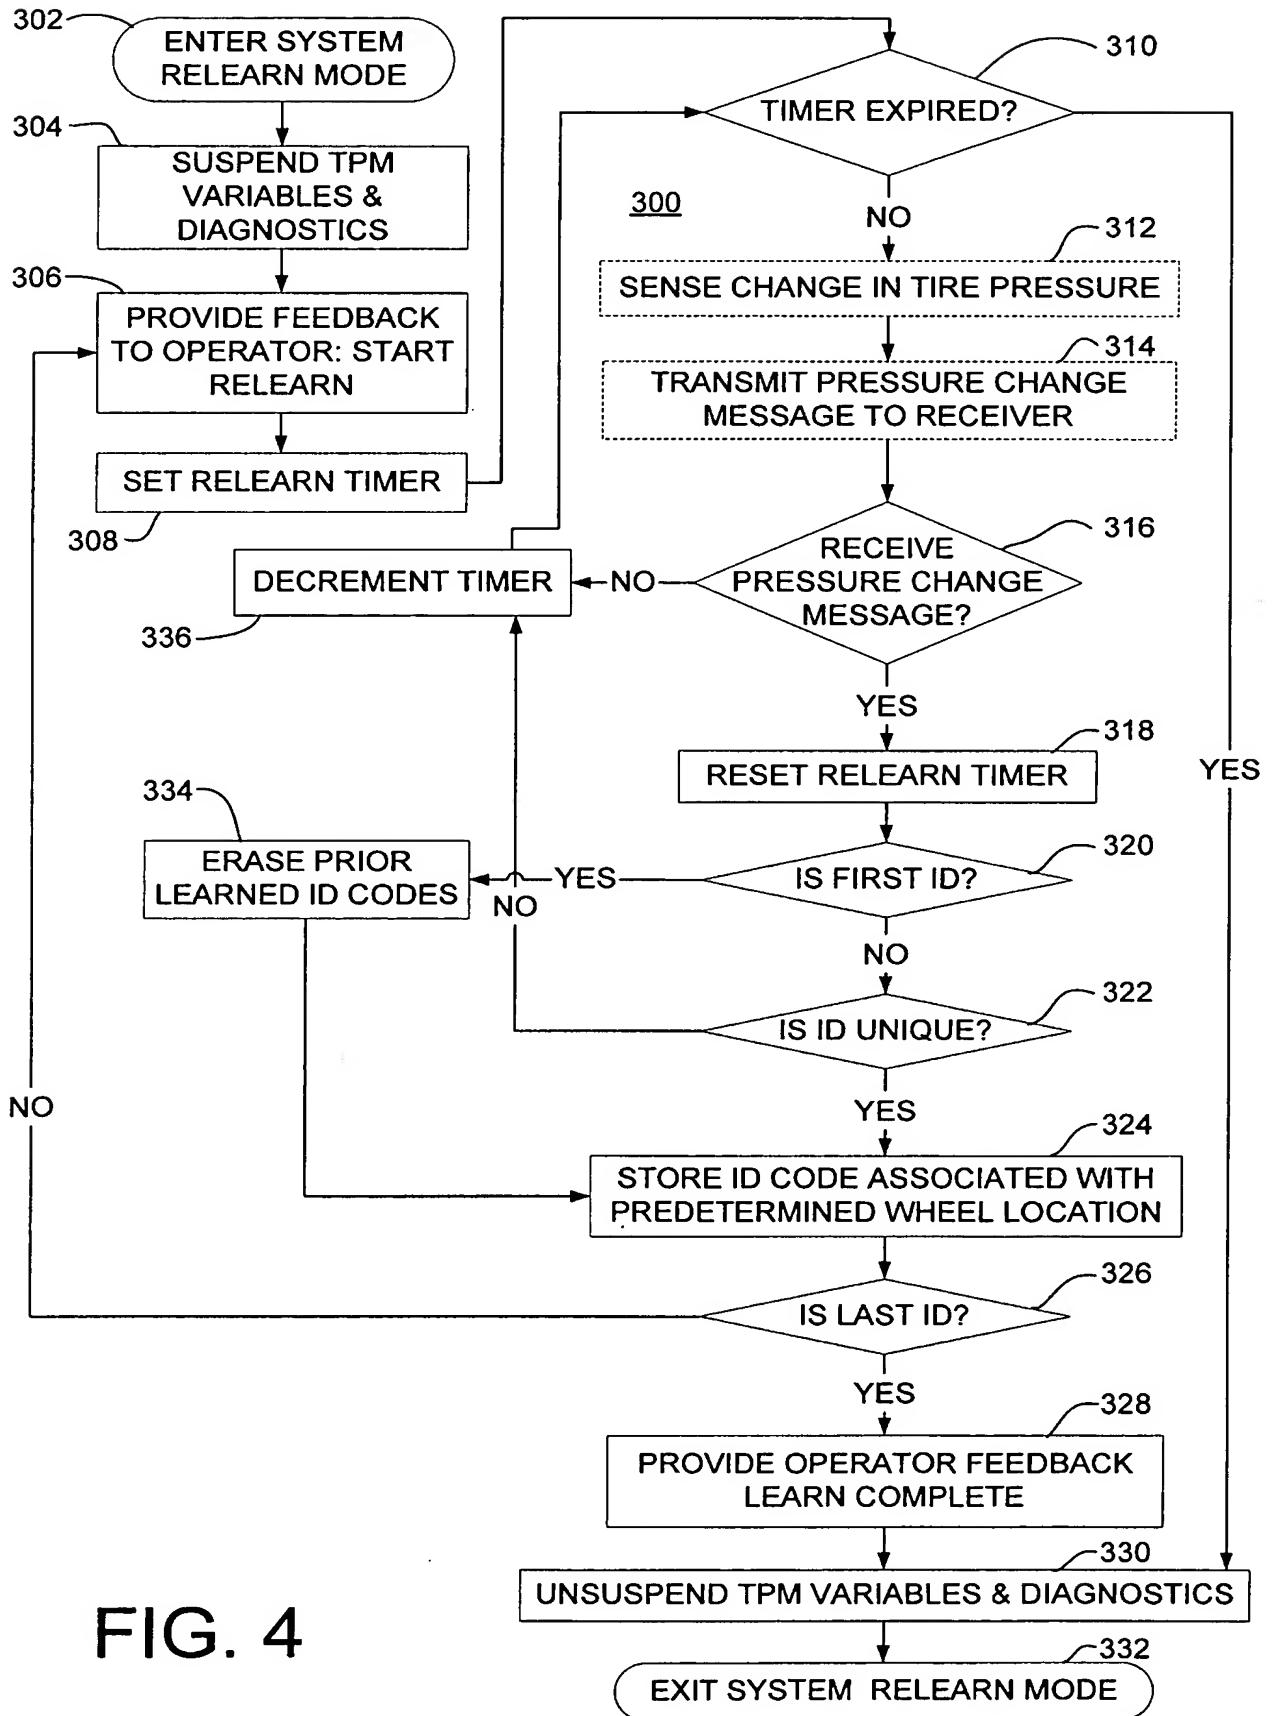 302
ENTER SYSTEM
RELEARN MODE
304
SUSPEND TPM
VARIABLES &
DIAGNOSTICS
306
PROVIDE FEEDBACK
TO OPERATOR: START
RELEARN
SET RELEARN TIMER
308
310
TIMER EXPIRED?
NO
300
312
SENSE CHANGE IN TIRE PRESSURE
314
TRANSMIT PRESSURE CHANGE
MESSAGE TO RECEIVER
316
RECEIVE
PRESSURE CHANGE
MESSAGE?
NO
DECREMENT TIMER
336
YES
318
RESET RELEARN TIMER
YES
334
ERASE PRIOR
LEARNED ID CODES
320
IS FIRST ID?
YES
NO
NO
322
IS ID UNIQUE?
YES
NO
324
STORE ID CODE ASSOCIATED WITH
PREDETERMINED WHEEL LOCATION
326
IS LAST ID?
YES
328
PROVIDE OPERATOR FEEDBACK
LEARN COMPLETE
330
UNSUSPEND TPM VARIABLES & DIAGNOSTICS
332
EXIT SYSTEM RELEARN MODE
FIG. 4